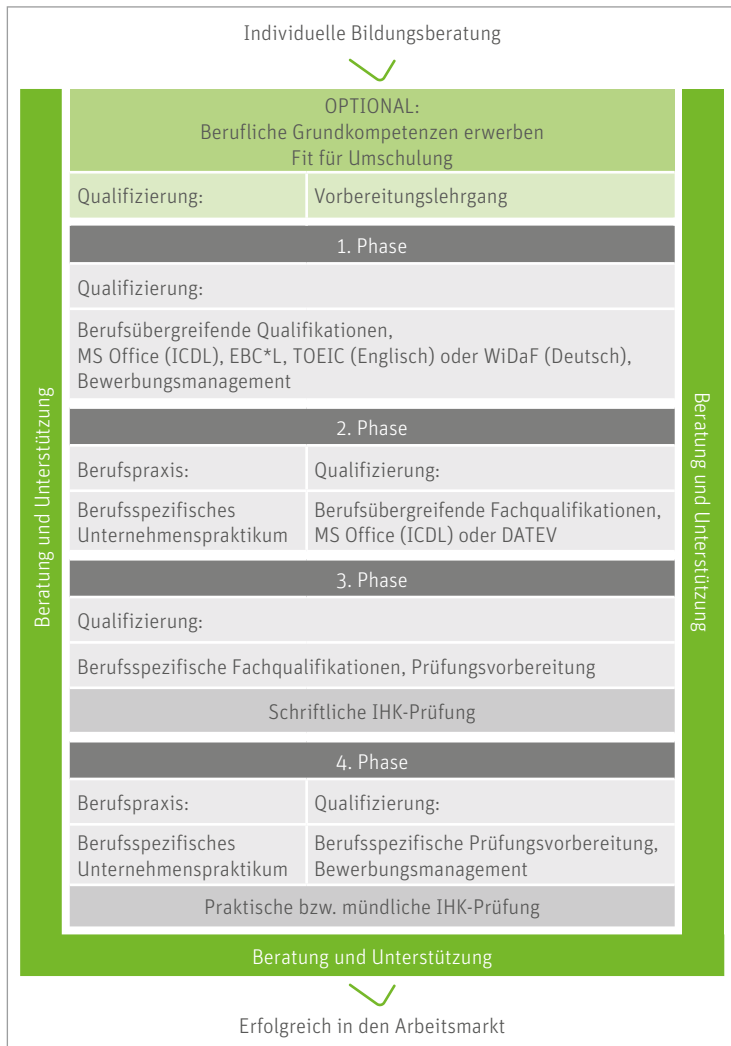 Individuelle Bildungsberatung
Beratung und Unterstützung
OPTIONAL:
Berufliche Grundkompetenzen erwerben
Fit für Umschulung
Qualifizierung:
Vorbereitungslehrgang
1. Phase
Qualifizierung:
Berufsübergreifende Qualifikationen,
MS Office (ICDL), EBC*L, TOEIC (Englisch) oder WiDaF (Deutsch),
Bewerbungsmanagement
2. Phase
Berufspraxis:
Qualifizierung:
Berufsspezifisches
Unternehmenspraktikum
Berufsübergreifende Fachqualifikationen,
MS Office (ICDL) oder DATEV
3. Phase
Qualifizierung:
Berufsspezifische Fachqualifikationen, Prüfungsvorbereitung
Schriftliche IHK-Prüfung
4. Phase
Berufspraxis:
Qualifizierung:
Berufsspezifisches
Unternehmenspraktikum
Berufsspezifische Prüfungsvorbereitung,
Bewerbungsmanagement
Praktische bzw. mündliche IHK-Prüfung
Beratung und Unterstützung
Beratung und Unterstützung
Erfolgreich in den Arbeitsmarkt